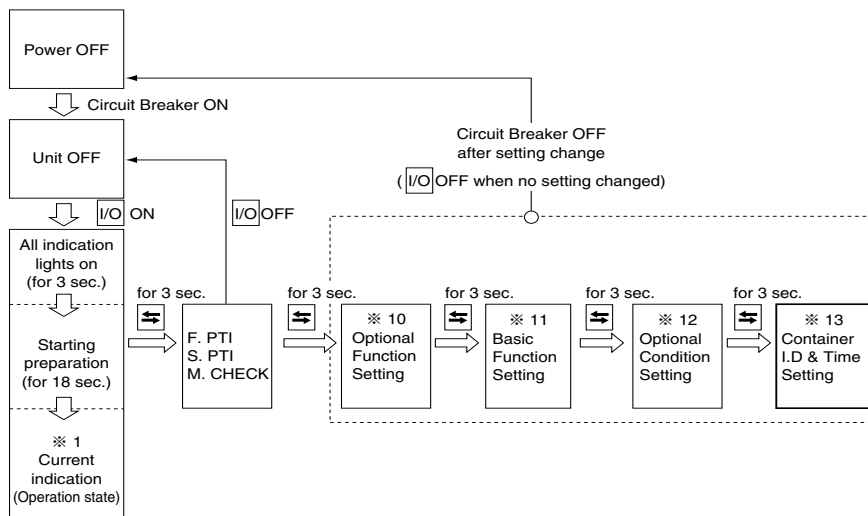 Power OFF
Circuit Breaker ON
Unit OFF
I/O ON
I/O OFF
Circuit Breaker OFF
after setting change
( I/O OFF when no setting changed)
All indication
lights on
(for 3 sec.)
Starting
preparation
(for 18 sec.)
※ 1
Current
indication
(Operation state)
for 3 sec.
F. PTI
S. PTI
M. CHECK
for 3 sec.
※ 10
Optional
Function
Setting
for 3 sec.
※ 11
Basic
Function
Setting
for 3 sec.
※ 12
Optional
Condition
Setting
for 3 sec.
※ 13
Container
I.D & Time
Setting